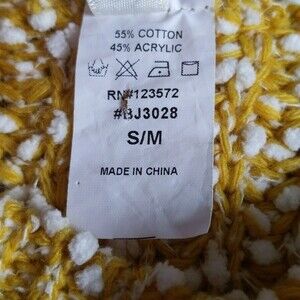 55% COTTON
45% ACRYLIC
RN#123572
#BJ3028
S/M
MADE IN CHINA